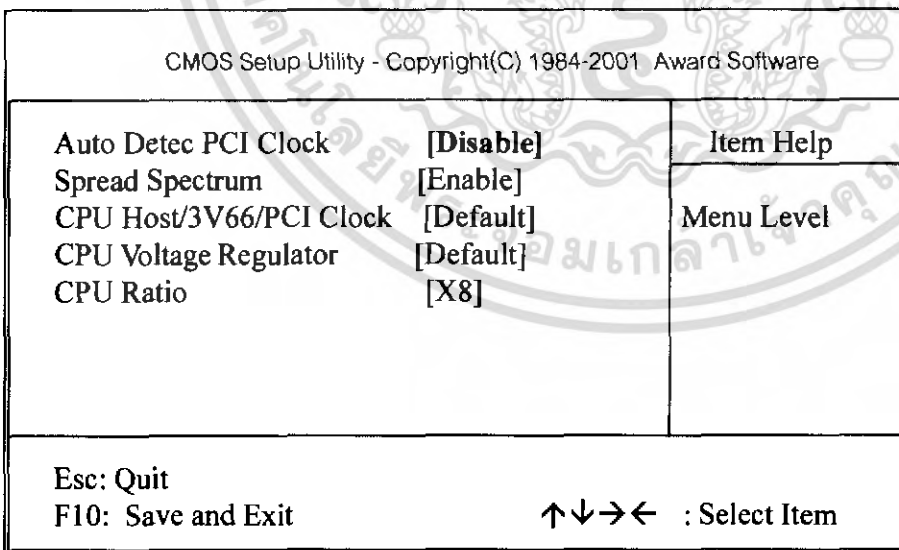 CMOS Setup Utility - Copyright(C) 1984-2001 Award Software
Auto Detec PCI Clock [Disable]
Spread Spectrum [Enable]
CPU Host/3V66/PCI Clock [Default]
CPU Voltage Regulator [Default]
CPU Ratio [X8]
Item Help
Menu Level
Esc: Quit
F10: Save and Exit ↑↓→← : Select Item